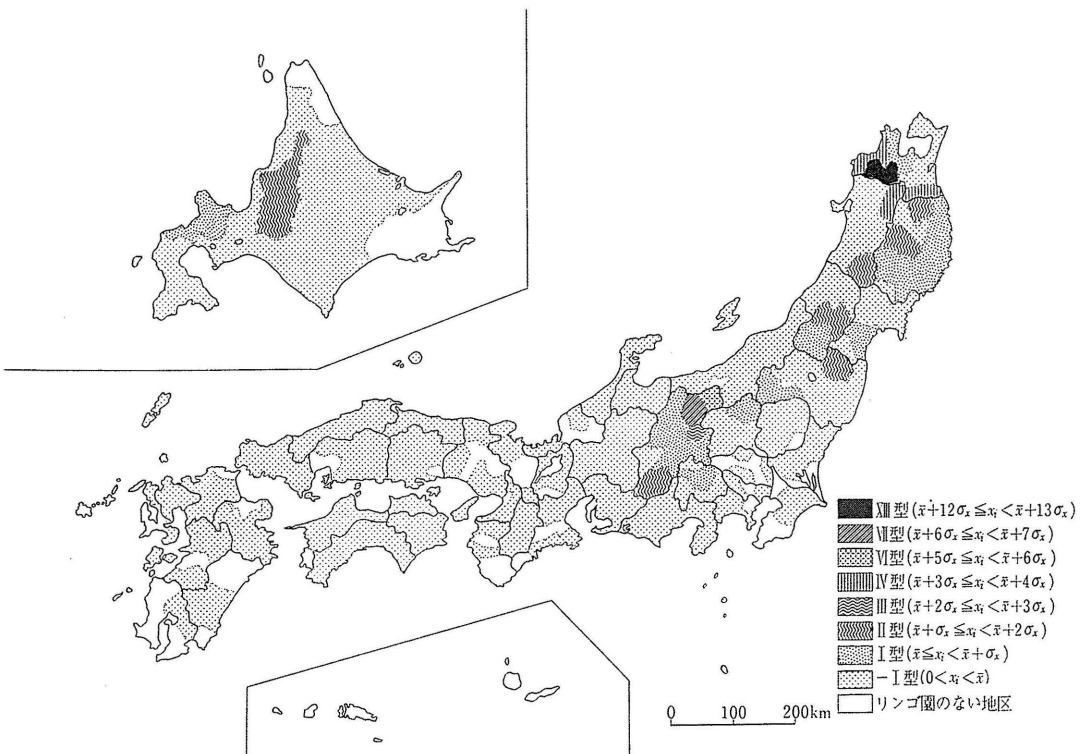 XIII型(x̄+12σₓ≦xᵢ<x̄+13σₓ)
VII型(x̄+6σₓ≦xᵢ<x̄+7σₓ)
VI型(x̄+5σₓ≦xᵢ<x̄+6σₓ)
IV型(x̄+3σₓ≦xᵢ<x̄+4σₓ)
III型(x̄+2σₓ≦xᵢ<x̄+3σₓ)
II型(x̄+σₓ≦xᵢ<x̄+2σₓ)
I型(x̄≦xᵢ<x̄+σₓ)
−I型(0<xᵢ<x̄)
リンゴ園のない地区
0 100 200km